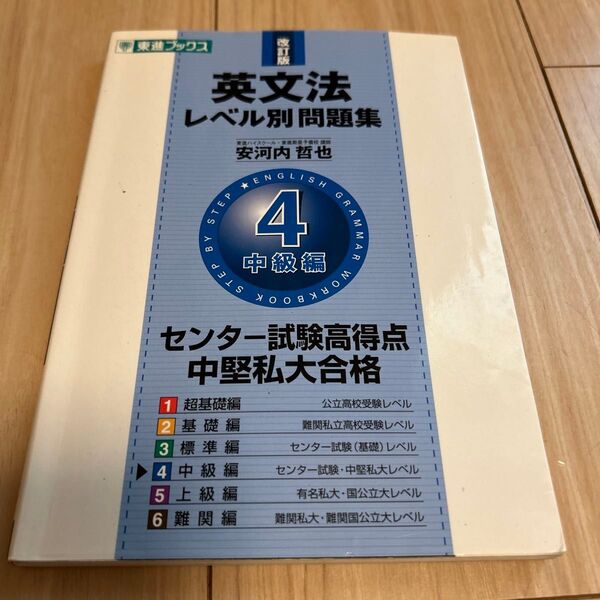 東進ブックス
改訂版
英文法
レベル別問題集
東進ハイスクール・東進衛星予備校 講師
安河内 哲也
STEP BY STEP ★ ENGLISH GRAMMAR WORKBOOK
4
中級編
センター試験高得点
中堅私大合格
1 超基礎編 公立高校受験レベル
2 基礎編 難関私立高校受験レベル
3 標準編 センター試験（基礎）レベル
▶ 4 中級編 センター試験・中堅私大レベル
5 上級編 有名私大・国公立大レベル
6 難関編 難関私大・難関国公立大レベル